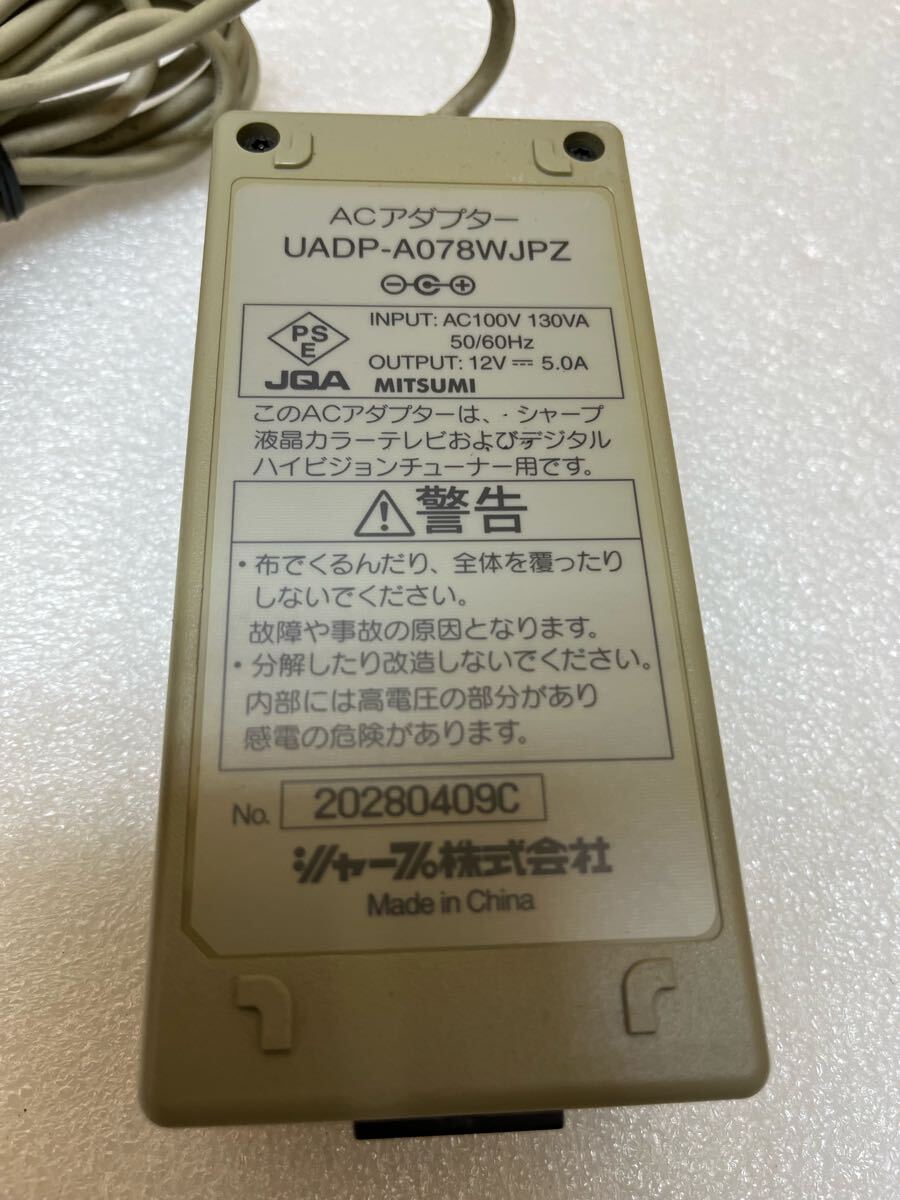 ACアダプター
UADP-A078WJPZ
PS
E
JQA
INPUT: AC100V 130VA
50/60Hz
OUTPUT: 12V⎓ 5.0A
MITSUMI
このACアダプターは、シャープ
液晶カラーテレビおよびデジタル
ハイビジョンチューナー用です。
警告
・布でくるんだり、全体を覆ったり
しないでください。
故障や事故の原因となります。
・分解したり改造しないでください。
内部には高電圧の部分があり
感電の危険があります。
No. 20280409C
シャープ株式会社
Made in China